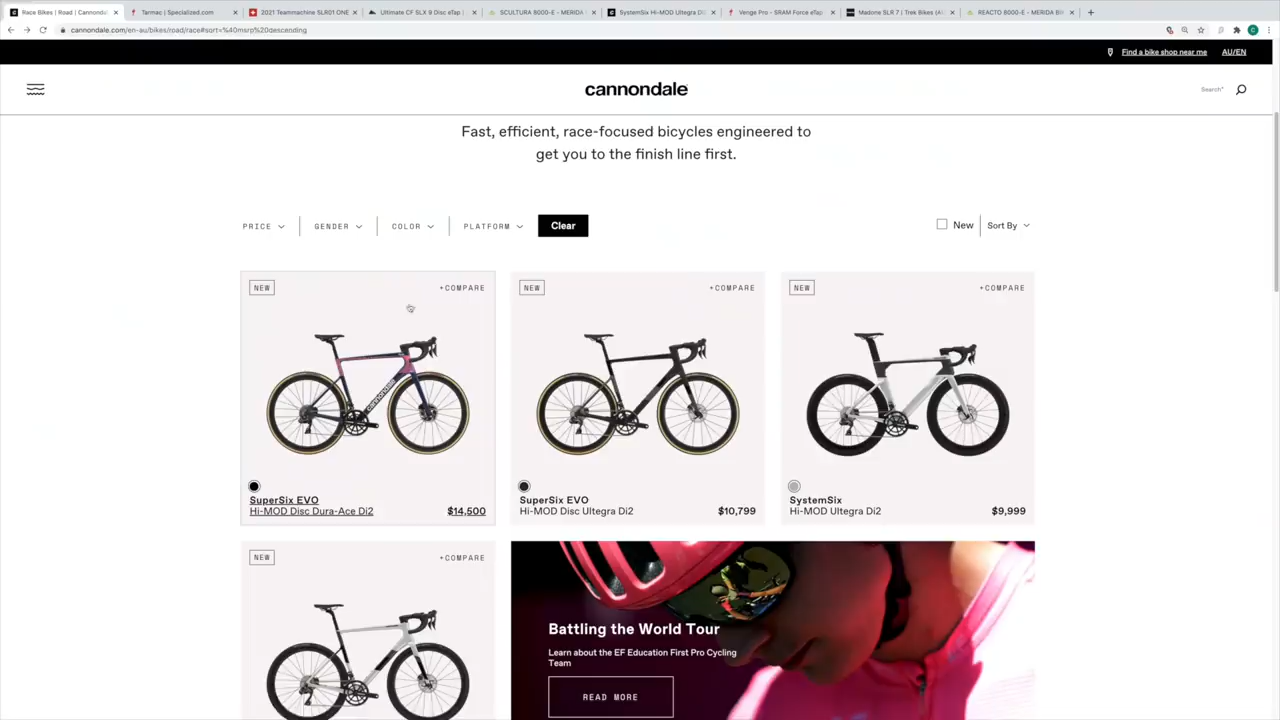 Race Bikes | Road | Cannondal
Tarmac | Specialized.com
2021 Teammachine SLR01 ONE
Ultimate CF SLX 9 Disc eTap
SCULTURA 8000-E - MERIDA B
SystemSix Hi-MOD Ultegra Di2
Venge Pro - SRAM Force eTap
Madone SLR 7 | Trek Bikes (AU
REACTO 8000-E - MERIDA Bik
cannondale.com/en-au/bikes/road/race#sort=%40msrp%20descending
Find a bike shop near me
AU/EN
cannondale
Search*
Fast, efficient, race-focused bicycles engineered to
get you to the finish line first.
PRICE
GENDER
COLOR
PLATFORM
Clear
New
Sort By
NEW
+COMPARE
NEW
+COMPARE
NEW
+COMPARE
cannondale
SuperSix EVO
Hi-MOD Disc Dura-Ace Di2
$14,500
SuperSix EVO
Hi-MOD Disc Ultegra Di2
$10,799
SystemSix
Hi-MOD Ultegra Di2
$9,999
NEW
+COMPARE
Battling the World Tour
Learn about the EF Education First Pro Cycling
Team
READ MORE